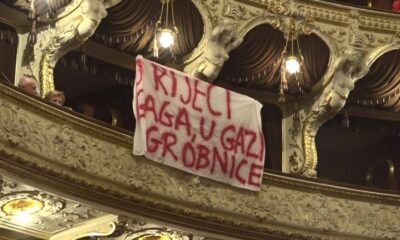 U RIJECI
GAGA, U GAZI
GROBNICE